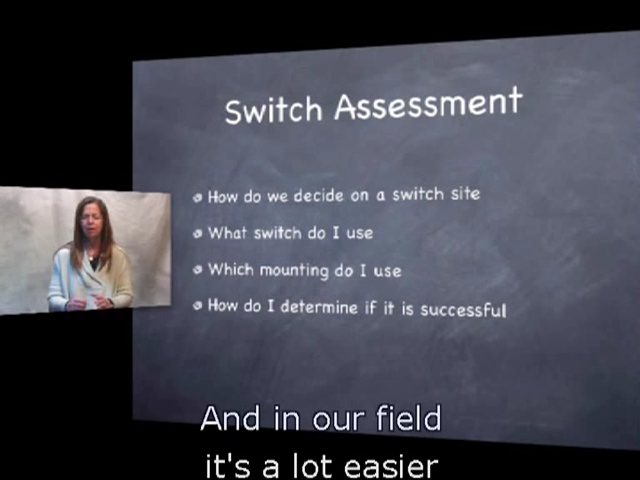 Switch Assessment
How do we decide on a switch site
What switch do I use
Which mounting do I use
How do I determine if it is successful
And in our field
it's a lot easier